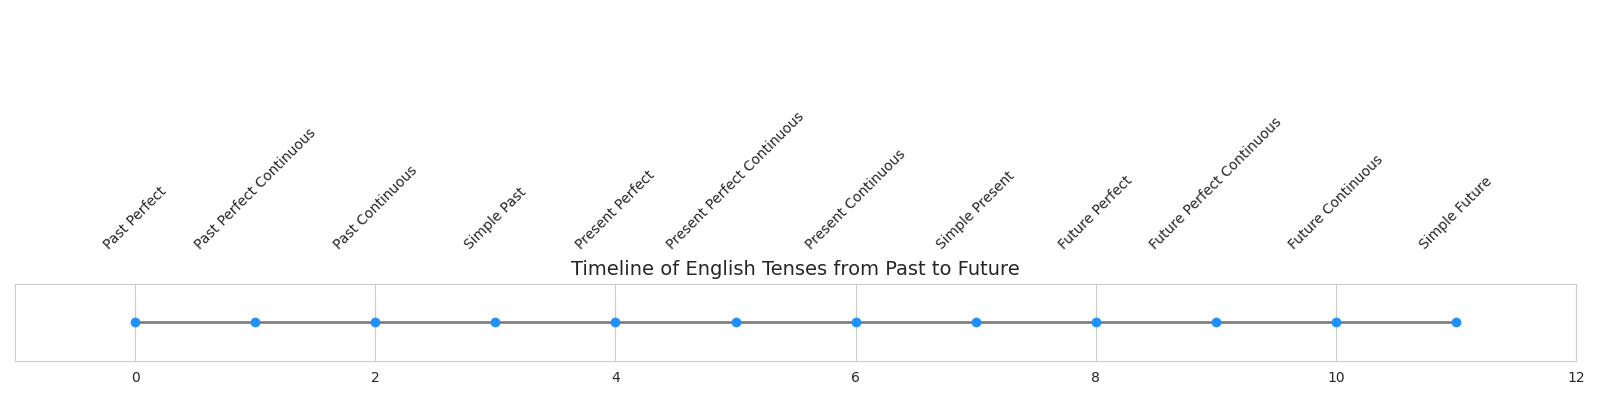 Past Perfect
Past Perfect Continuous
Past Continuous
Simple Past
Present Perfect
Present Perfect Continuous
Present Continuous
Simple Present
Future Perfect
Future Perfect Continuous
Future Continuous
Simple Future
Timeline of English Tenses from Past to Future
0 2 4 6 8 10 12